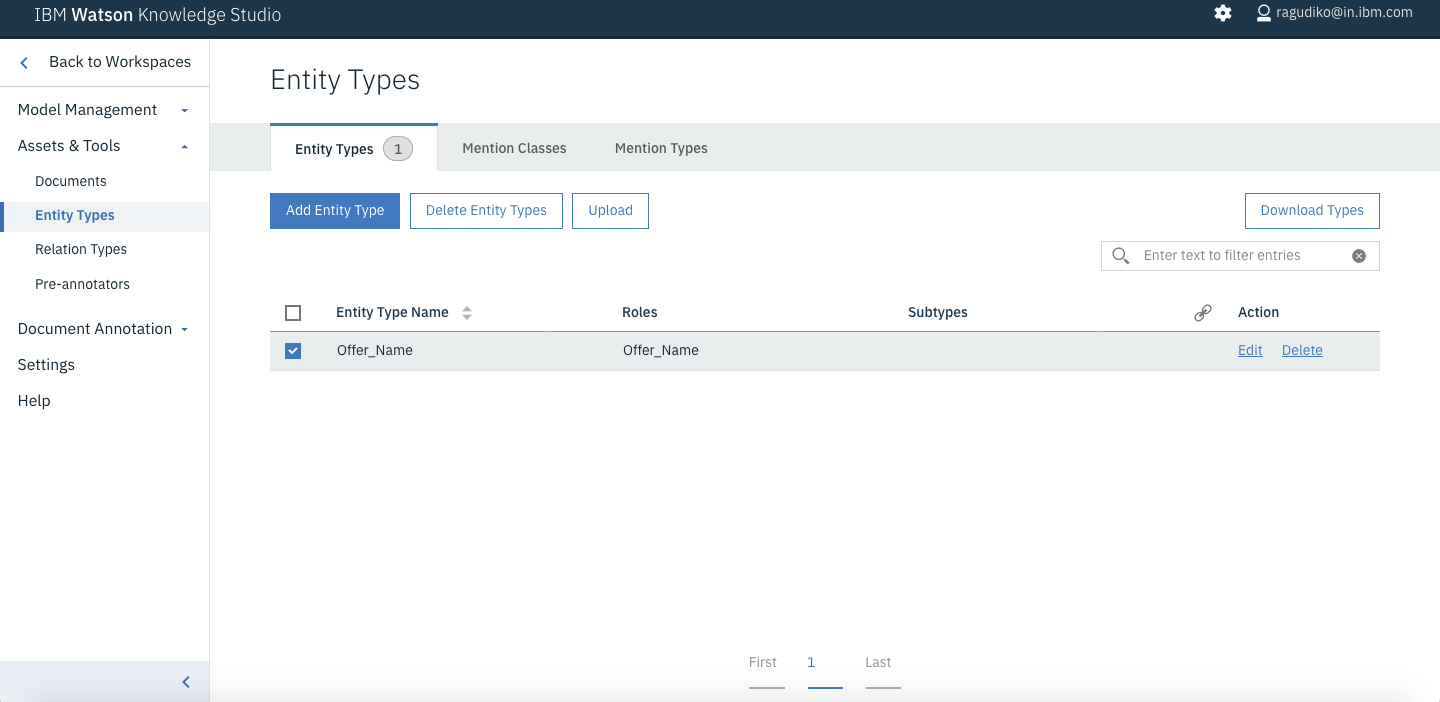 IBM Watson Knowledge Studio
ragudiko@in.ibm.com
Back to Workspaces
Model Management
Assets & Tools
Documents
Entity Types
Relation Types
Pre-annotators
Document Annotation
Settings
Help
Entity Types
Entity Types 1 Mention Classes Mention Types
Add Entity Type Delete Entity Types Upload Download Types
Enter text to filter entries
Entity Type Name Roles Subtypes Action
Offer_Name Offer_Name Edit Delete
First 1 Last